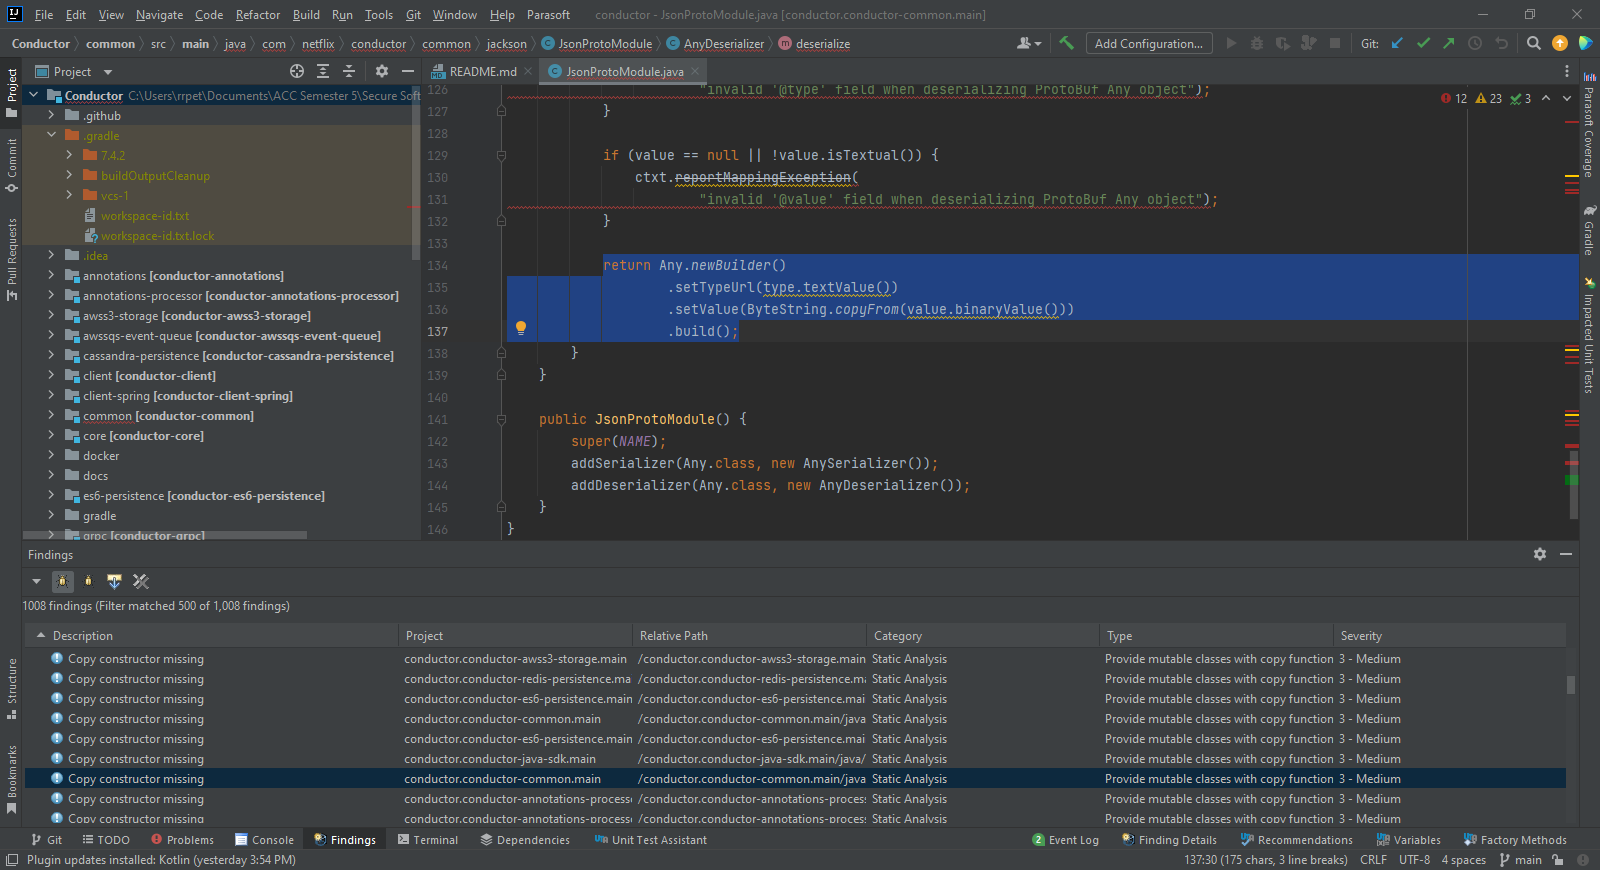 File Edit View Navigate Code Refactor Build Run Tools Git Window Help Parasoft conductor - JsonProtoModule.java [conductor.conductor-common.main]
Conductor common src main java com netflix conductor common jackson JsonProtoModule AnyDeserializer deserialize Add Configuration... Git:
Project
README.md
JsonProtoModule.java
Project
Commit
Pull Requests
Structure
Bookmarks
Conductor C:\Users\rrpet\Documents\ACC Semester 5\Secure Soft
.github
.gradle
7.4.2
buildOutputCleanup
vcs-1
workspace-id.txt
workspace-id.txt.lock
.idea
annotations [conductor-annotations]
annotations-processor [conductor-annotations-processor]
awss3-storage [conductor-awss3-storage]
awssqs-event-queue [conductor-awssqs-event-queue]
cassandra-persistence [conductor-cassandra-persistence]
client [conductor-client]
client-spring [conductor-client-spring]
common [conductor-common]
core [conductor-core]
docker
docs
es6-persistence [conductor-es6-persistence]
gradle
grpc [conductor-grpc]
12 23 3
126 "invalid '@type' field when deserializing ProtoBuf Any object");
127 }
128
129 if (value == null || !value.isTextual()) {
130 ctxt.reportMappingException(
131 "invalid '@value' field when deserializing ProtoBuf Any object");
132 }
133
134 return Any.newBuilder()
135 .setTypeUrl(type.textValue())
136 .setValue(ByteString.copyFrom(value.binaryValue()))
137 .build();
138 }
139 }
140
141 public JsonProtoModule() {
142 super(NAME);
143 addSerializer(Any.class, new AnySerializer());
144 addDeserializer(Any.class, new AnyDeserializer());
145 }
146 }
Parasoft Coverage
Gradle
Impacted Unit Tests
Findings
1008 findings (Filter matched 500 of 1,008 findings)
Description Project Relative Path Category Type Severity
Copy constructor missing conductor.conductor-awss3-storage.main /conductor.conductor-awss3-storage.main Static Analysis Provide mutable classes with copy function 3 - Medium
Copy constructor missing conductor.conductor-redis-persistence.ma /conductor.conductor-redis-persistence.ma Static Analysis Provide mutable classes with copy function 3 - Medium
Copy constructor missing conductor.conductor-es6-persistence.main /conductor.conductor-es6-persistence.mai Static Analysis Provide mutable classes with copy function 3 - Medium
Copy constructor missing conductor.conductor-common.main /conductor.conductor-common.main/java Static Analysis Provide mutable classes with copy function 3 - Medium
Copy constructor missing conductor.conductor-es6-persistence.main /conductor.conductor-es6-persistence.mai Static Analysis Provide mutable classes with copy function 3 - Medium
Copy constructor missing conductor.conductor-java-sdk.main /conductor.conductor-java-sdk.main/java/ Static Analysis Provide mutable classes with copy function 3 - Medium
Copy constructor missing conductor.conductor-common.main /conductor.conductor-common.main/java Static Analysis Provide mutable classes with copy function 3 - Medium
Copy constructor missing conductor.conductor-annotations-process /conductor.conductor-annotations-proces Static Analysis Provide mutable classes with copy function 3 - Medium
Copy constructor missing conductor.conductor-annotations-process /conductor.conductor-annotations-proces Static Analysis Provide mutable classes with copy function 3 - Medium
Git TODO Problems Console Findings Terminal Dependencies Unit Test Assistant 2 Event Log Finding Details Recommendations Variables Factory Methods
Plugin updates installed: Kotlin (yesterday 3:54 PM) 137:30 (175 chars, 3 line breaks) CRLF UTF-8 4 spaces main